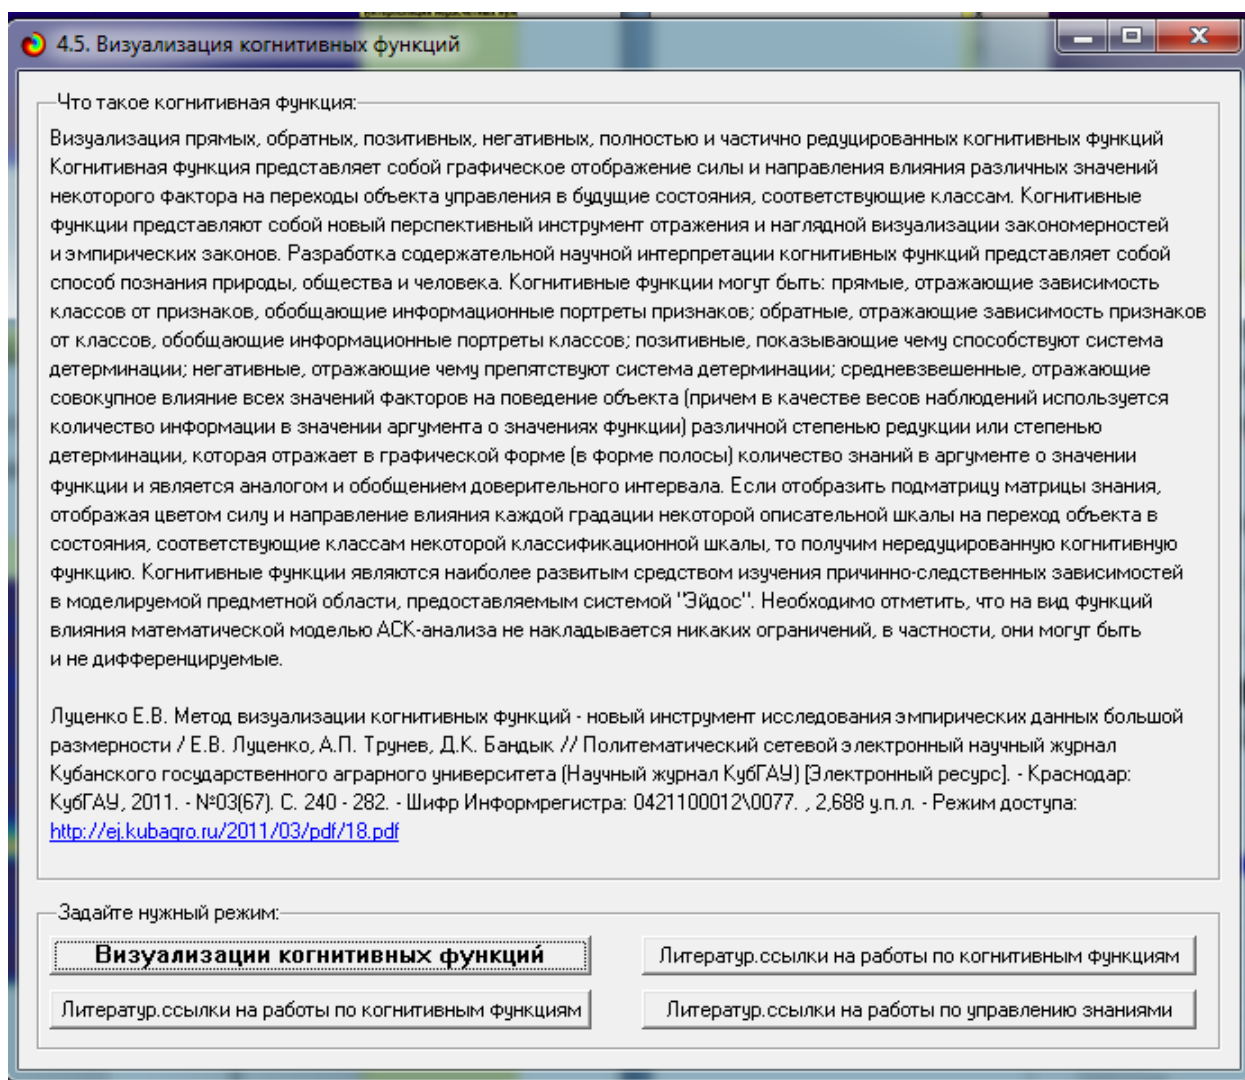 4.5. Визуализация когнитивных функций
Что такое когнитивная функция:
Визуализация прямых, обратных, позитивных, негативных, полностью и частично редуцированных когнитивных функций
Когнитивная функция представляет собой графическое отображение силы и направления влияния различных значений
некоторого фактора на переходы объекта управления в будущие состояния, соответствующие классам. Когнитивные
функции представляют собой новый перспективный инструмент отражения и наглядной визуализации закономерностей
и эмпирических законов. Разработка содержательной научной интерпретации когнитивных функций представляет собой
способ познания природы, общества и человека. Когнитивные функции могут быть: прямые, отражающие зависимость
классов от признаков, обобщающие информационные портреты признаков; обратные, отражающие зависимость признаков
от классов, обобщающие информационные портреты классов; позитивные, показывающие чему способствуют система
детерминации; негативные, отражающие чему препятствуют система детерминации; средневзвешенные, отражающие
совокупное влияние всех значений факторов на поведение объекта (причем в качестве весов наблюдений используется
количество информации в значении аргумента о значениях функции) различной степенью редукции или степенью
детерминации, которая отражает в графической форме (в форме полосы) количество знаний в аргументе о значении
функции и является аналогом и обобщением доверительного интервала. Если отобразить подматрицу матрицы знания,
отображая цветом силу и направление влияния каждой градации некоторой описательной шкалы на переход объекта в
состояния, соответствующие классам некоторой классификационной шкалы, то получим нередуцированную когнитивную
функцию. Когнитивные функции являются наиболее развитым средством изучения причинно-следственных зависимостей
в моделируемой предметной области, предоставляемым системой "Эйдос". Необходимо отметить, что на вид функций
влияния математической моделью АСК-анализа не накладывается никаких ограничений, в частности, они могут быть
и не дифференцируемые.
Луценко Е.В. Метод визуализации когнитивных функций - новый инструмент исследования эмпирических данных большой
размерности / Е.В. Луценко, А.П. Трунев, Д.К. Бандык // Политематический сетевой электронный научный журнал
Кубанского государственного аграрного университета (Научный журнал КубГАУ) [Электронный ресурс]. - Краснодар:
КубГАУ, 2011. - №03(67). С. 240 - 282. - Шифр Информрегистра: 0421100012\0077. , 2,688 у.п.л. - Режим доступа:
http://ej.kubagro.ru/2011/03/pdf/18.pdf
Задайте нужный режим:
Визуализации когнитивных функций
Литератур.ссылки на работы по когнитивным функциям
Литератур.ссылки на работы по когнитивным функциям
Литератур.ссылки на работы по управлению знаниями